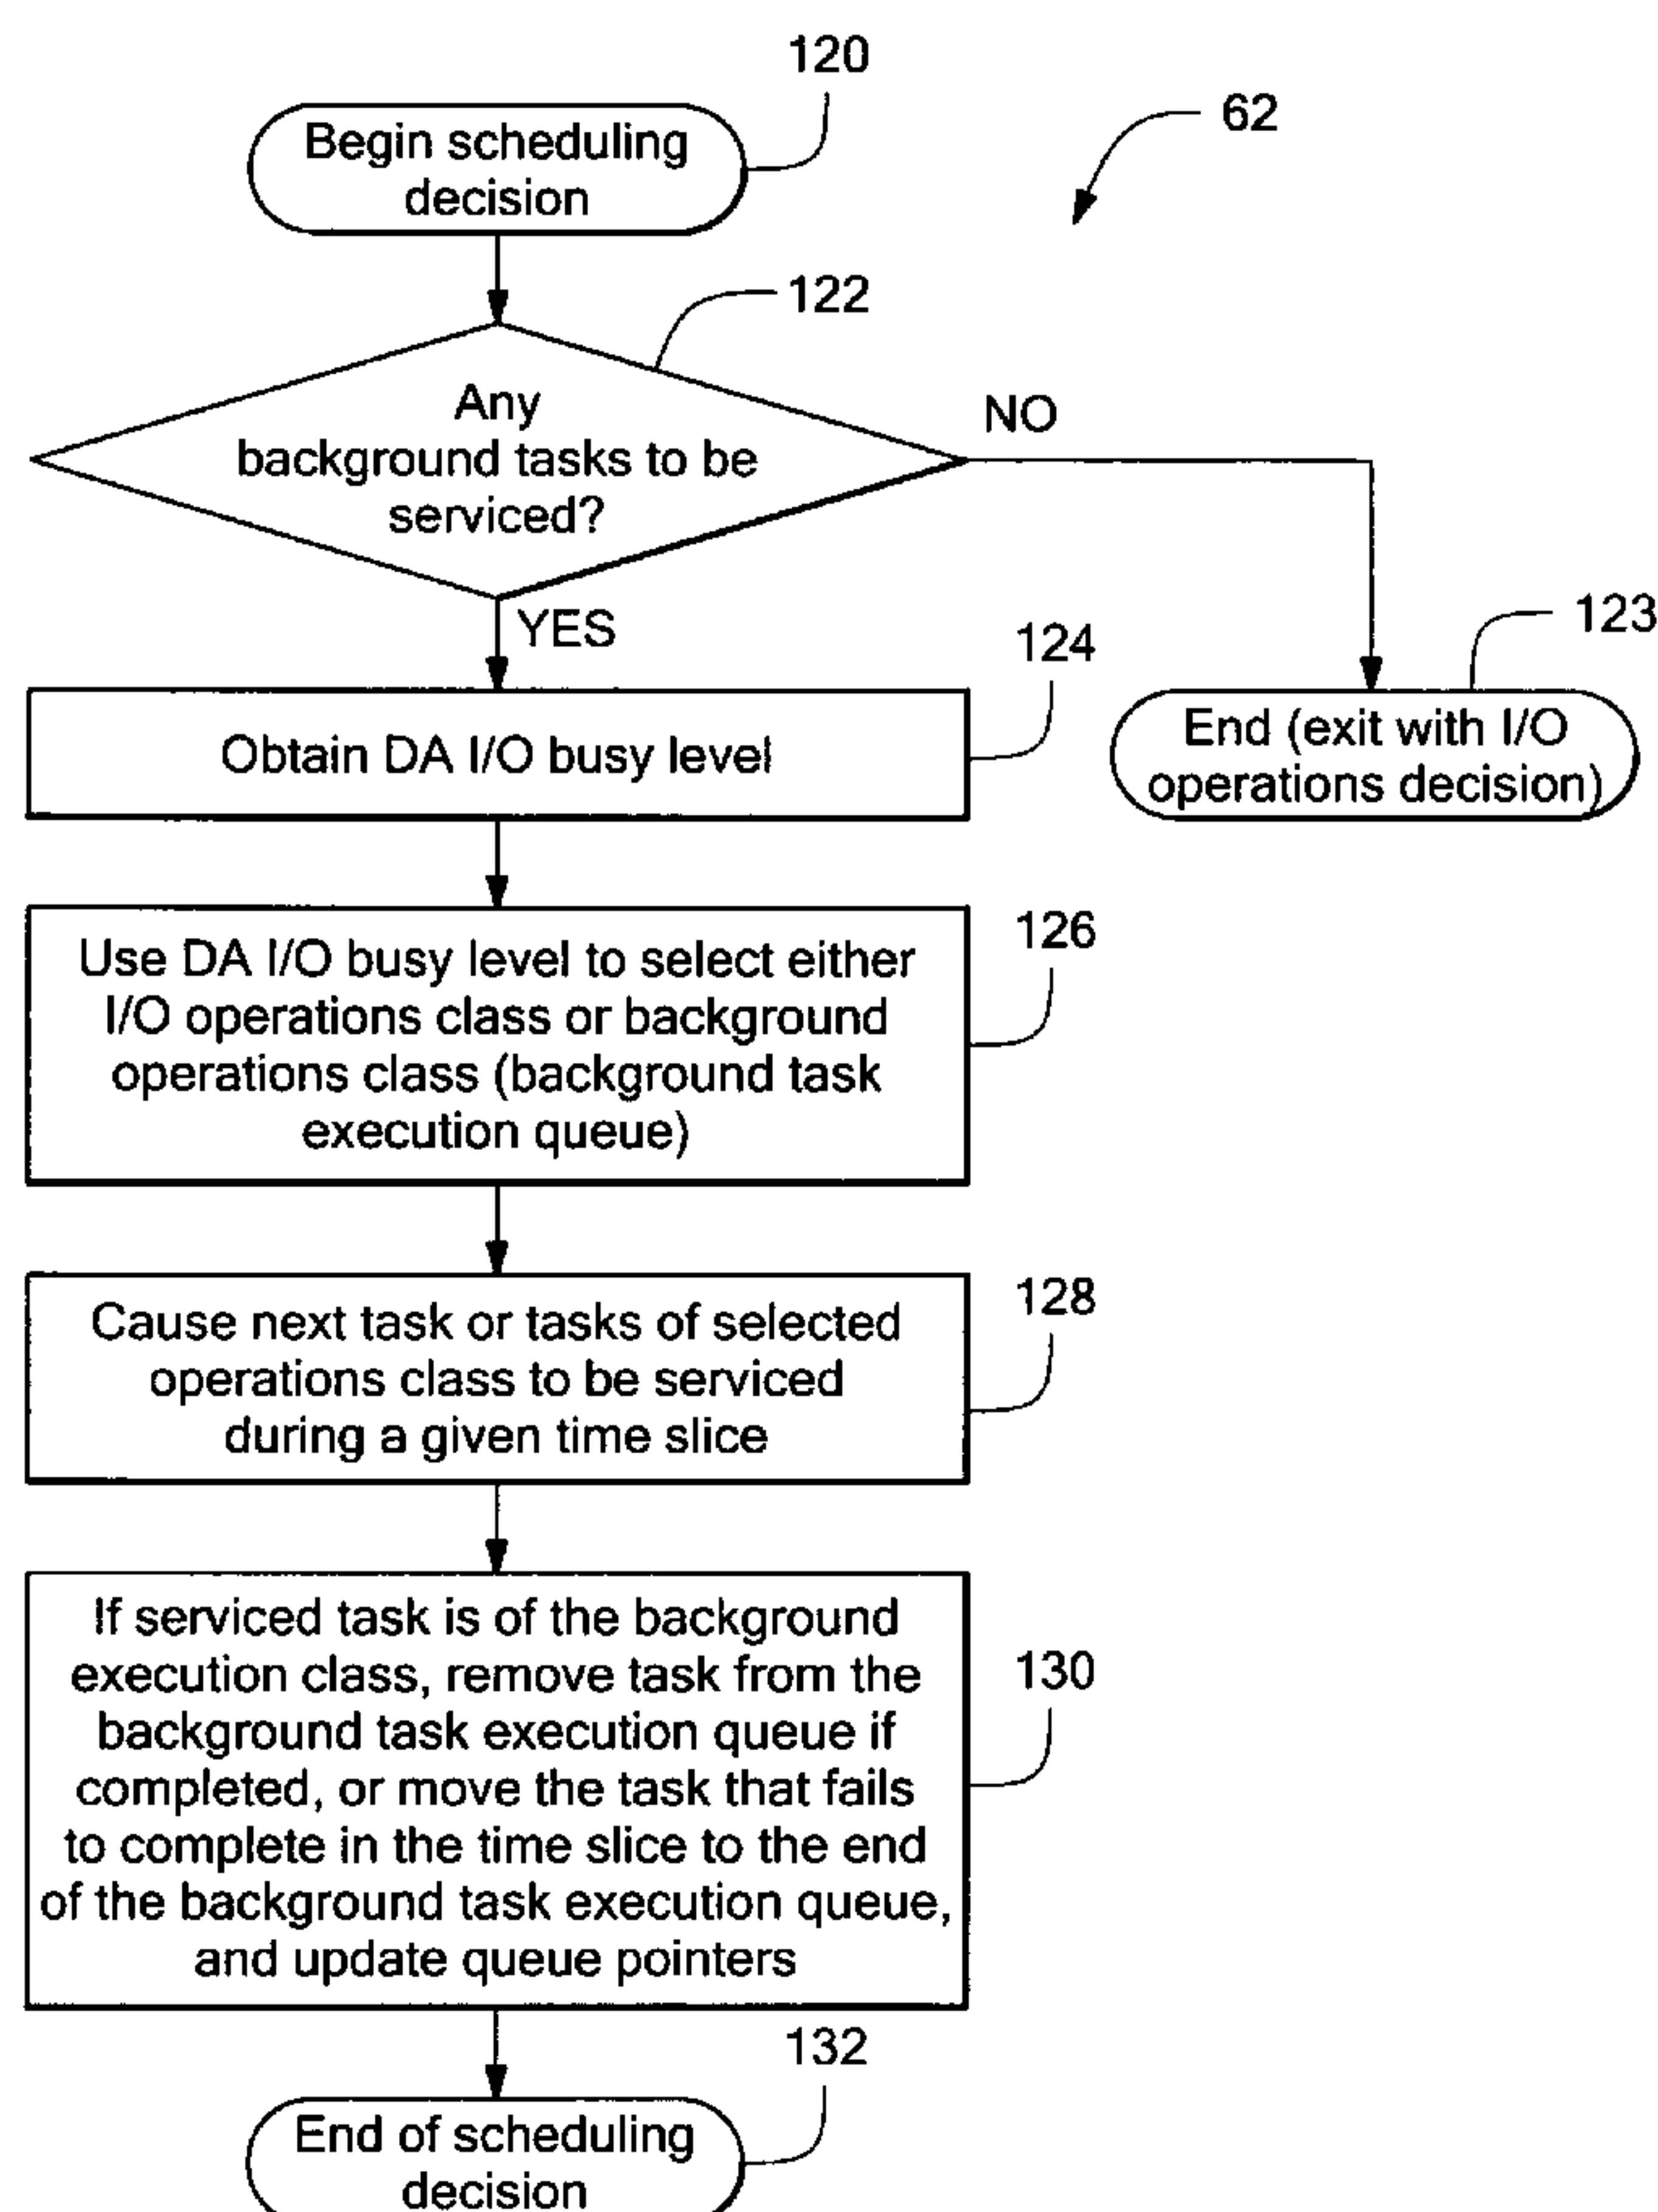 120
62
Begin scheduling
decision
122
Any
background tasks to be
serviced?
NO
YES
123
124
Obtain DA I/O busy level
End (exit with I/O
operations decision)
126
Use DA I/O busy level to select either
I/O operations class or background
operations class (background task
execution queue)
128
Cause next task or tasks of selected
operations class to be serviced
during a given time slice
130
If serviced task is of the background
execution class, remove task from the
background task execution queue if
completed, or move the task that fails
to complete in the time slice to the end
of the background task execution queue,
and update queue pointers
132
End of scheduling
decision